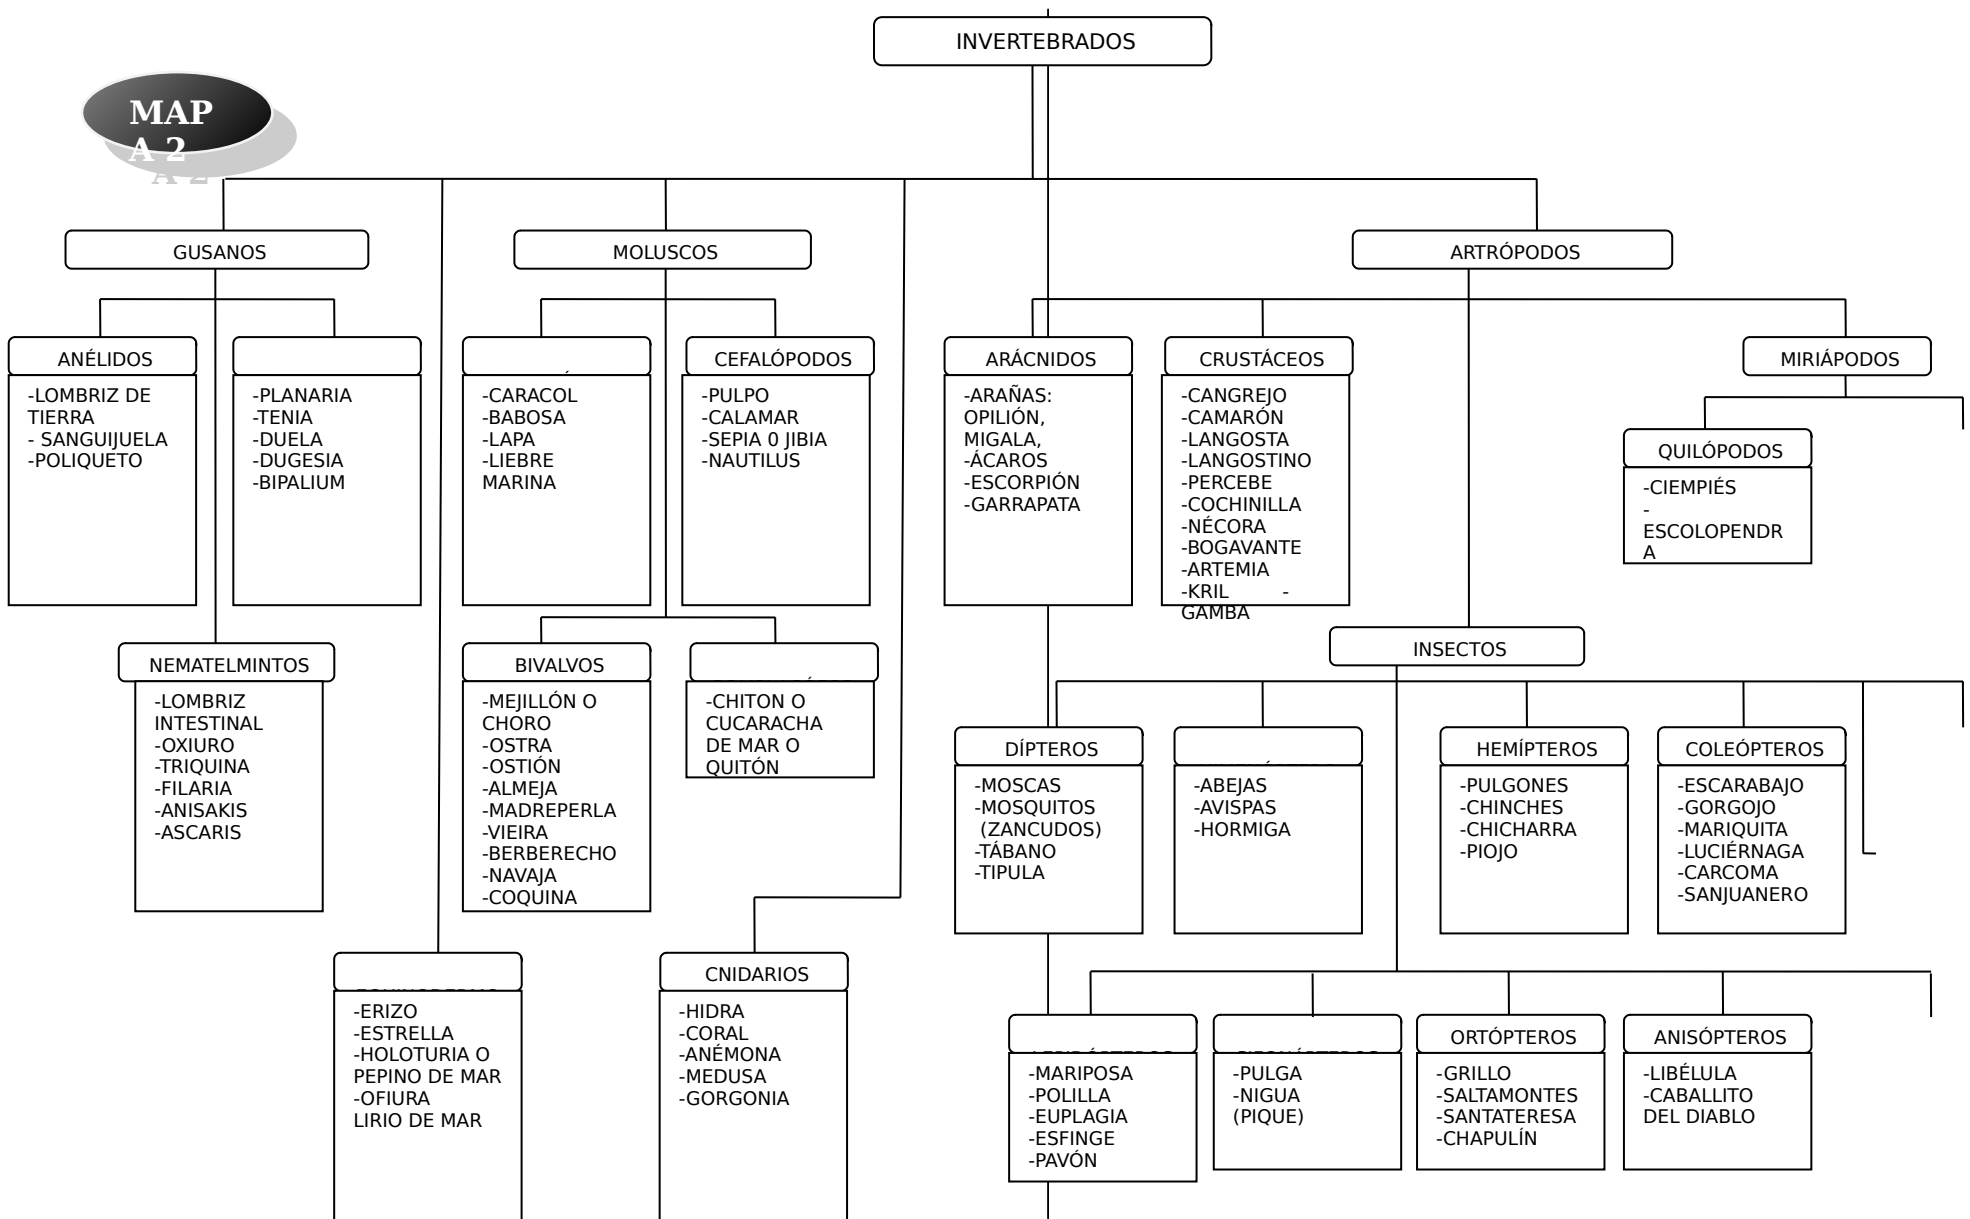 INVERTEBRADOS
MAP
A 2
GUSANOS
MOLUSCOS
ARTRÓPODOS
ANÉLIDOS
-LOMBRIZ DE
TIERRA
- SANGUIJUELA
-POLIQUETO
-PLANARIA
-TENIA
-DUELA
-DUGESIA
-BIPALIUM
-CARACOL
-BABOSA
-LAPA
-LIEBRE
MARINA
CEFALÓPODOS
-PULPO
-CALAMAR
-SEPIA 0 JIBIA
-NAUTILUS
ARÁCNIDOS
-ARAÑAS:
OPILIÓN,
MIGALA,
-ÁCAROS
-ESCORPIÓN
-GARRAPATA
CRUSTÁCEOS
-CANGREJO
-CAMARÓN
-LANGOSTA
-LANGOSTINO
-PERCEBE
-COCHINILLA
-NÉCORA
-BOGAVANTE
-ARTEMIA
-KRIL -
GAMBA
MIRIÁPODOS
QUILÓPODOS
-CIEMPIÉS
-
ESCOLOPENDR
A
NEMATELMINTOS
-LOMBRIZ
INTESTINAL
-OXIURO
-TRIQUINA
-FILARIA
-ANISAKIS
-ASCARIS
BIVALVOS
-MEJILLÓN O
CHORO
-OSTRA
-OSTIÓN
-ALMEJA
-MADREPERLA
-VIEIRA
-BERBERECHO
-NAVAJA
-COQUINA
-CHITON O
CUCARACHA
DE MAR O
QUITÓN
INSECTOS
DÍPTEROS
-MOSCAS
-MOSQUITOS
(ZANCUDOS)
-TÁBANO
-TIPULA
-ABEJAS
-AVISPAS
-HORMIGA
HEMÍPTEROS
-PULGONES
-CHINCHES
-CHICHARRA
-PIOJO
COLEÓPTEROS
-ESCARABAJO
-GORGOJO
-MARIQUITA
-LUCIÉRNAGA
-CARCOMA
-SANJUANERO
-ERIZO
-ESTRELLA
-HOLOTURIA O
PEPINO DE MAR
-OFIURA
LIRIO DE MAR
CNIDARIOS
-HIDRA
-CORAL
-ANÉMONA
-MEDUSA
-GORGONIA
-MARIPOSA
-POLILLA
-EUPLAGIA
-ESFINGE
-PAVÓN
-PULGA
-NIGUA
(PIQUE)
ORTÓPTEROS
-GRILLO
-SALTAMONTES
-SANTATERESA
-CHAPULÍN
ANISÓPTEROS
-LIBÉLULA
-CABALLITO
DEL DIABLO